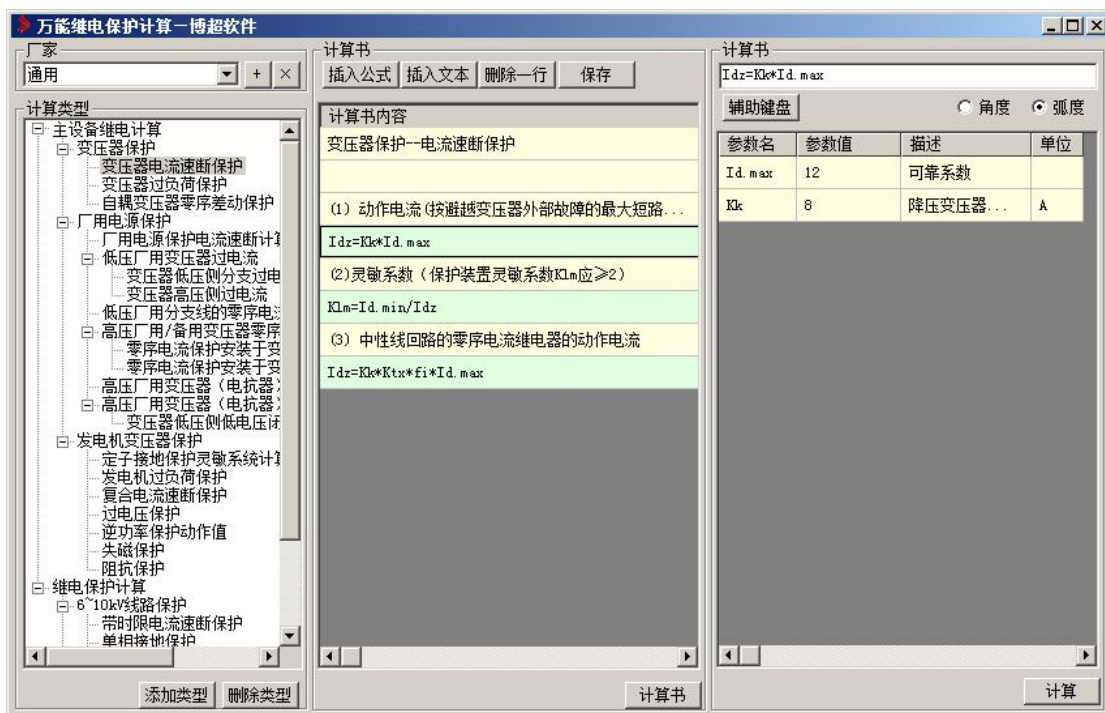 万能继电保护计算－博超软件
厂家
通用
+
×
计算类型
主设备继电计算
变压器保护
变压器电流速断保护
变压器过负荷保护
自耦变压器零序差动保护
厂用电源保护
厂用电源保护电流速断计算
低压厂用变压器过电流
变压器低压侧分支过电
变压器高压侧过电流
低压厂用分支线的零序电流
高压厂用/备用变压器零序
零序电流保护安装于变
零序电流保护安装于变
高压厂用变压器（电抗器）
高压厂用变压器（电抗器）
变压器低压侧低电压闭
发电机变压器保护
定子接地保护灵敏系统计算
发电机过负荷保护
复合电流速断保护
过电压保护
逆功率保护动作值
失磁保护
阻抗保护
继电保护计算
6~10kV线路保护
带时限电流速断保护
单相接地保护
添加类型 删除类型
计算书
插入公式 插入文本 删除一行 保存
计算书内容
变压器保护--电流速断保护
(1) 动作电流(按避越变压器外部故障的最大短路...
Idz=Kk*Id.max
(2)灵敏系数（保护装置灵敏系数Klm应≥2）
Klm=Id.min/Idz
(3) 中性线回路的零序电流继电器的动作电流
Idz=Kk*Ktx*fi*Id.max
计算书
计算书
Idz=Kk*Id.max
辅助键盘 角度 弧度
参数名 参数值 描述 单位
Id.max 12 可靠系数
Kk 8 降压变压器... A
计算